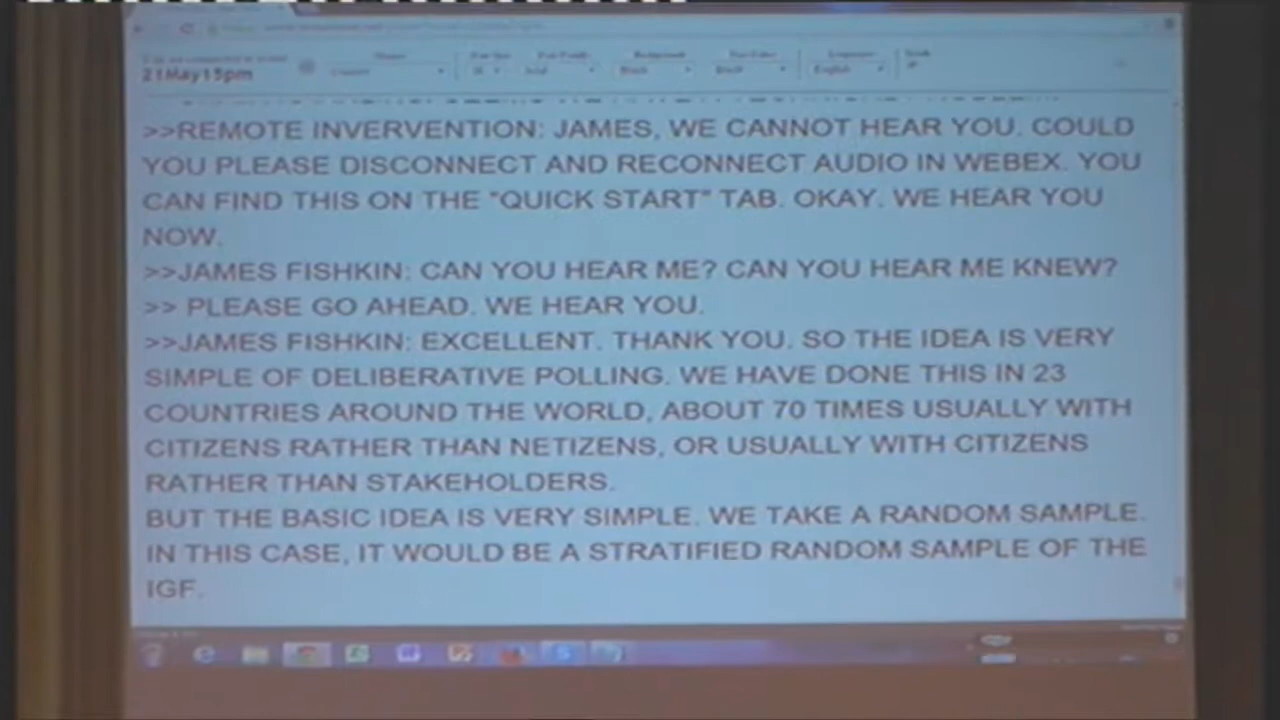 21May15pm
>>REMOTE INVERVENTION: JAMES, WE CANNOT HEAR YOU. COULD
YOU PLEASE DISCONNECT AND RECONNECT AUDIO IN WEBEX. YOU
CAN FIND THIS ON THE "QUICK START" TAB. OKAY. WE HEAR YOU
NOW.
>>JAMES FISHKIN: CAN YOU HEAR ME? CAN YOU HEAR ME KNEW?
>> PLEASE GO AHEAD. WE HEAR YOU.
>>JAMES FISHKIN: EXCELLENT. THANK YOU. SO THE IDEA IS VERY
SIMPLE OF DELIBERATIVE POLLING. WE HAVE DONE THIS IN 23
COUNTRIES AROUND THE WORLD, ABOUT 70 TIMES USUALLY WITH
CITIZENS RATHER THAN NETIZENS, OR USUALLY WITH CITIZENS
RATHER THAN STAKEHOLDERS.
BUT THE BASIC IDEA IS VERY SIMPLE. WE TAKE A RANDOM SAMPLE.
IN THIS CASE, IT WOULD BE A STRATIFIED RANDOM SAMPLE OF THE
IGF.